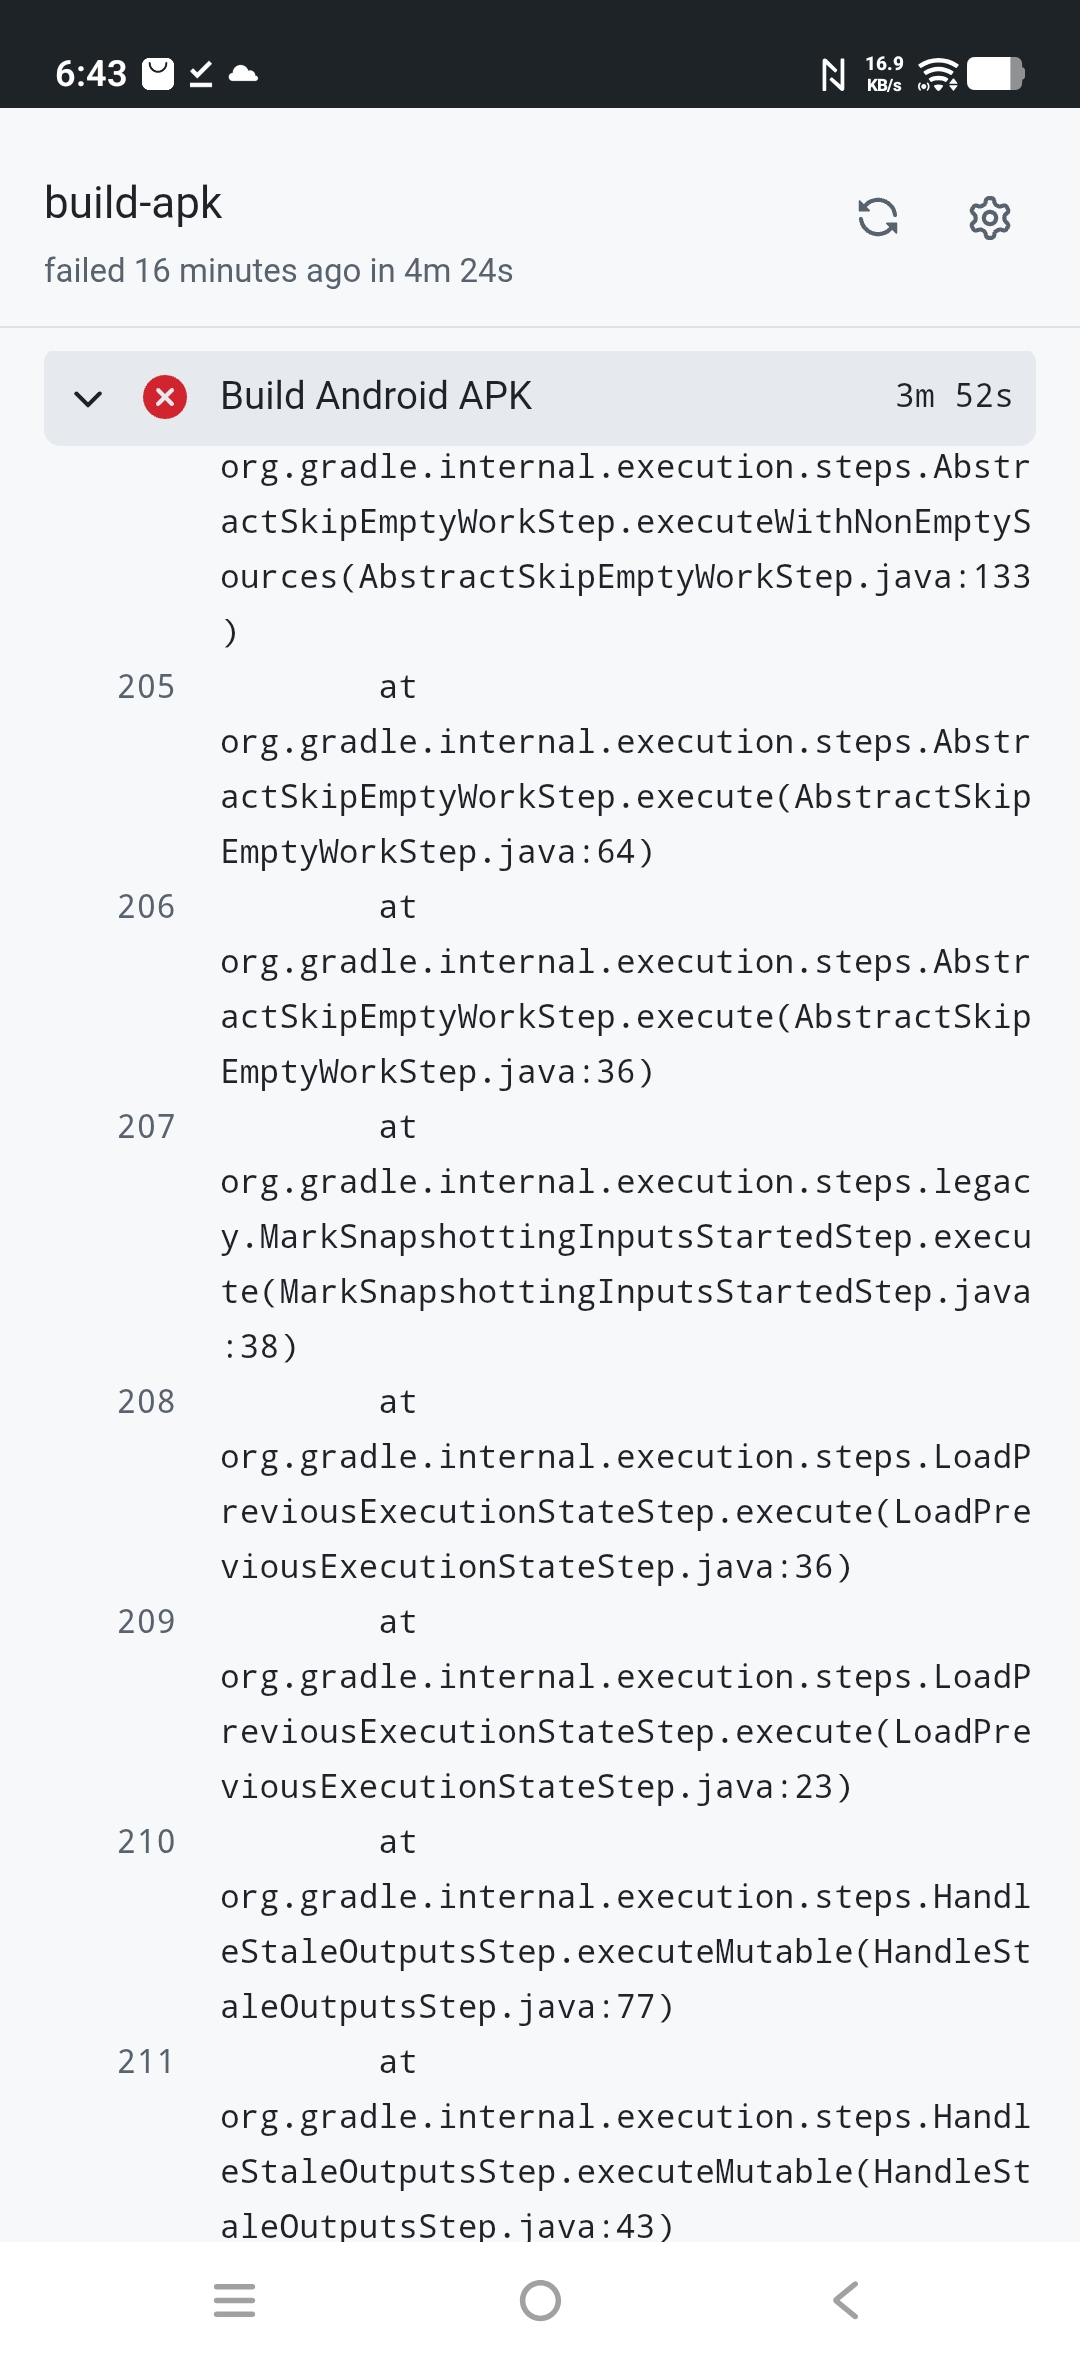 6:43
16.9
KB/s
build-apk
failed 16 minutes ago in 4m 24s
Build Android APK 3m 52s
org.gradle.internal.execution.steps.Abstr
actSkipEmptyWorkStep.executeWithNonEmptyS
ources(AbstractSkipEmptyWorkStep.java:133
)
205 at
org.gradle.internal.execution.steps.Abstr
actSkipEmptyWorkStep.execute(AbstractSkip
EmptyWorkStep.java:64)
206 at
org.gradle.internal.execution.steps.Abstr
actSkipEmptyWorkStep.execute(AbstractSkip
EmptyWorkStep.java:36)
207 at
org.gradle.internal.execution.steps.legac
y.MarkSnapshottingInputsStartedStep.execu
te(MarkSnapshottingInputsStartedStep.java
:38)
208 at
org.gradle.internal.execution.steps.LoadP
reviousExecutionStateStep.execute(LoadPre
viousExecutionStateStep.java:36)
209 at
org.gradle.internal.execution.steps.LoadP
reviousExecutionStateStep.execute(LoadPre
viousExecutionStateStep.java:23)
210 at
org.gradle.internal.execution.steps.Handl
eStaleOutputsStep.executeMutable(HandleSt
aleOutputsStep.java:77)
211 at
org.gradle.internal.execution.steps.Handl
eStaleOutputsStep.executeMutable(HandleSt
aleOutputsStep.java:43)